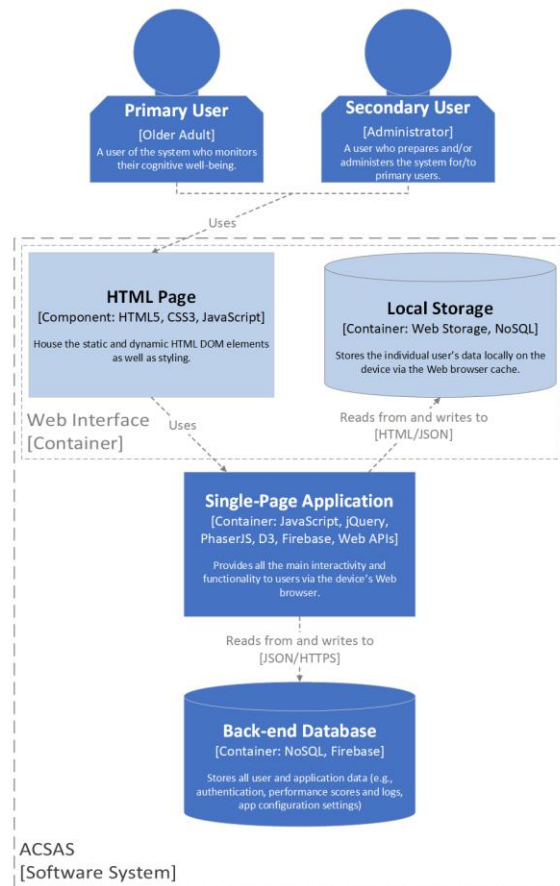 Primary User
[Older Adult]
A user of the system who monitors
their cognitive well-being.
Secondary User
[Administrator]
A user who prepares and/or
administers the system for/to
primary users.
Uses
HTML Page
[Component: HTML5, CSS3, JavaScript]
House the static and dynamic HTML DOM elements
as well as styling.
Local Storage
[Container: Web Storage, NoSQL]
Stores the individual user's data locally on the
device via the Web browser cache.
Web Interface
[Container]
Uses
Reads from and writes to
[HTML/JSON]
Single-Page Application
[Container: JavaScript, jQuery,
PhaserJS, D3, Firebase, Web APIs]
Provides all the main interactivity and
functionality to users via the device's Web
browser.
Reads from and writes to
[JSON/HTTPS]
Back-end Database
[Container: NoSQL, Firebase]
Stores all user and application data (e.g.,
authentication, performance scores and logs,
app configuration settings)
ACSAS
[Software System]